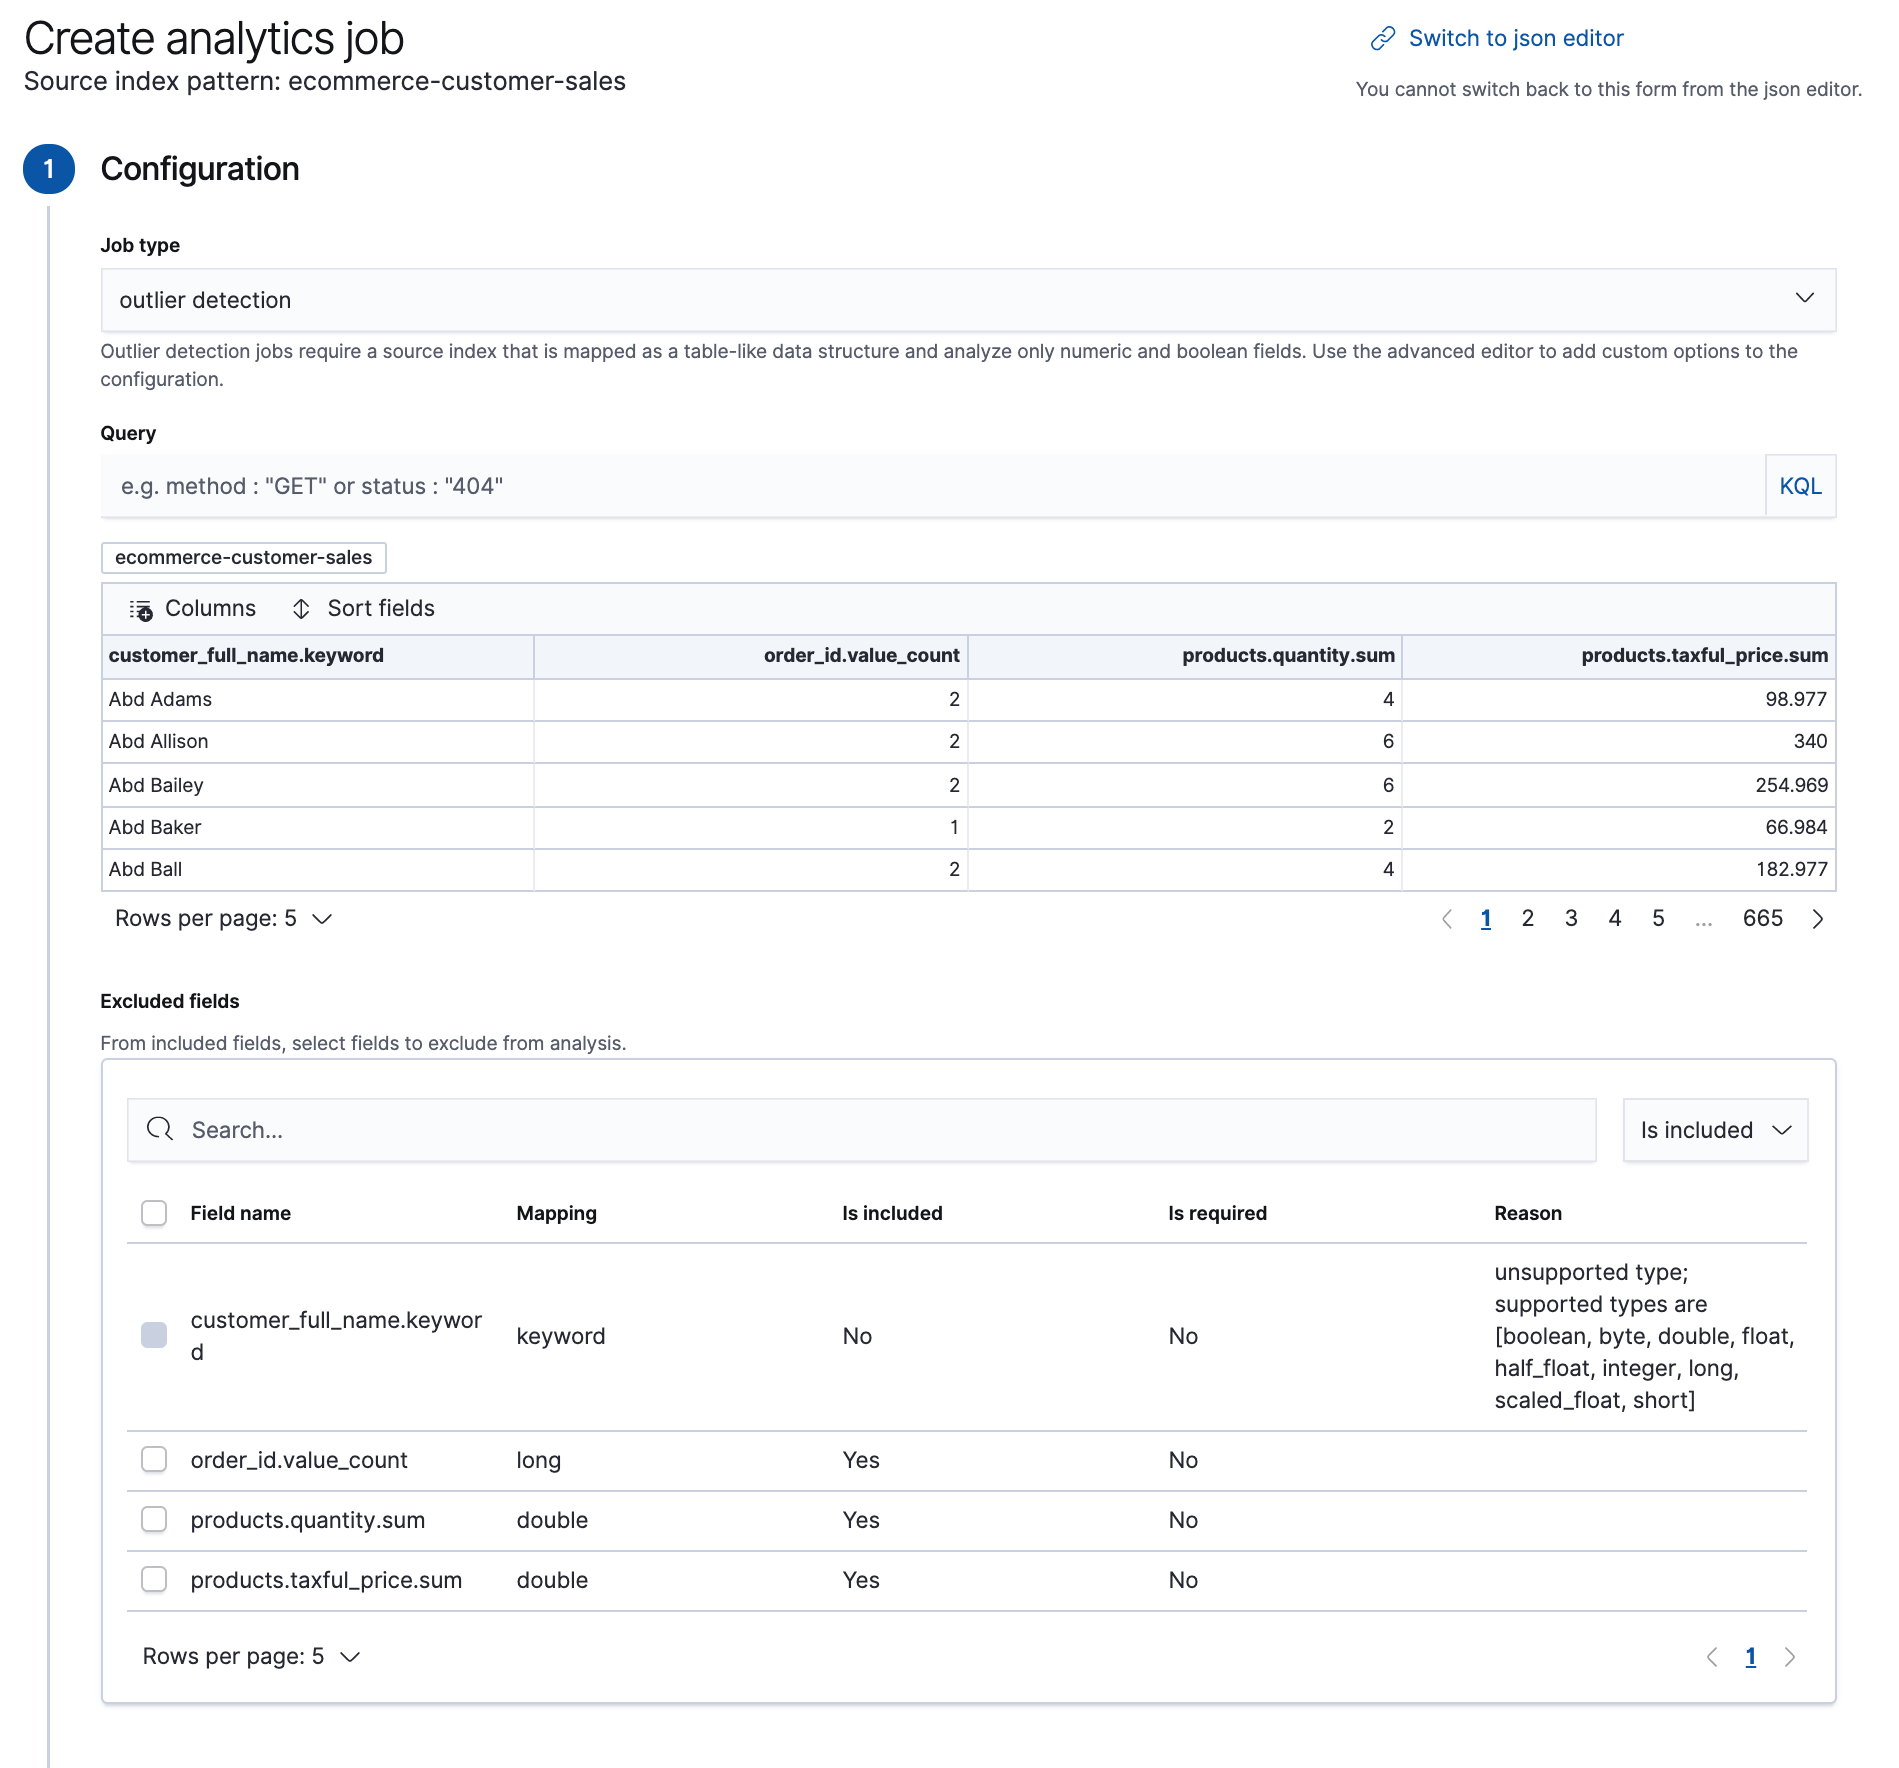 Create analytics job
Switch to json editor
Source index pattern: ecommerce-customer-sales
You cannot switch back to this form from the json editor.
1 Configuration
Job type
outlier detection
Outlier detection jobs require a source index that is mapped as a table-like data structure and analyze only numeric and boolean fields. Use the advanced editor to add custom options to the
configuration.
Query
e.g. method : "GET" or status : "404" KQL
ecommerce-customer-sales
Columns Sort fields
customer_full_name.keyword order_id.value_count products.quantity.sum products.taxful_price.sum
Abd Adams 2 4 98.977
Abd Allison 2 6 340
Abd Bailey 2 6 254.969
Abd Baker 1 2 66.984
Abd Ball 2 4 182.977
Rows per page: 5 1 2 3 4 5 ... 665
Excluded fields
From included fields, select fields to exclude from analysis.
Search... Is included
Field name Mapping Is included Is required Reason
customer_full_name.keywor
d
keyword No No
unsupported type;
supported types are
[boolean, byte, double, float,
half_float, integer, long,
scaled_float, short]
order_id.value_count long Yes No
products.quantity.sum double Yes No
products.taxful_price.sum double Yes No
Rows per page: 5 1